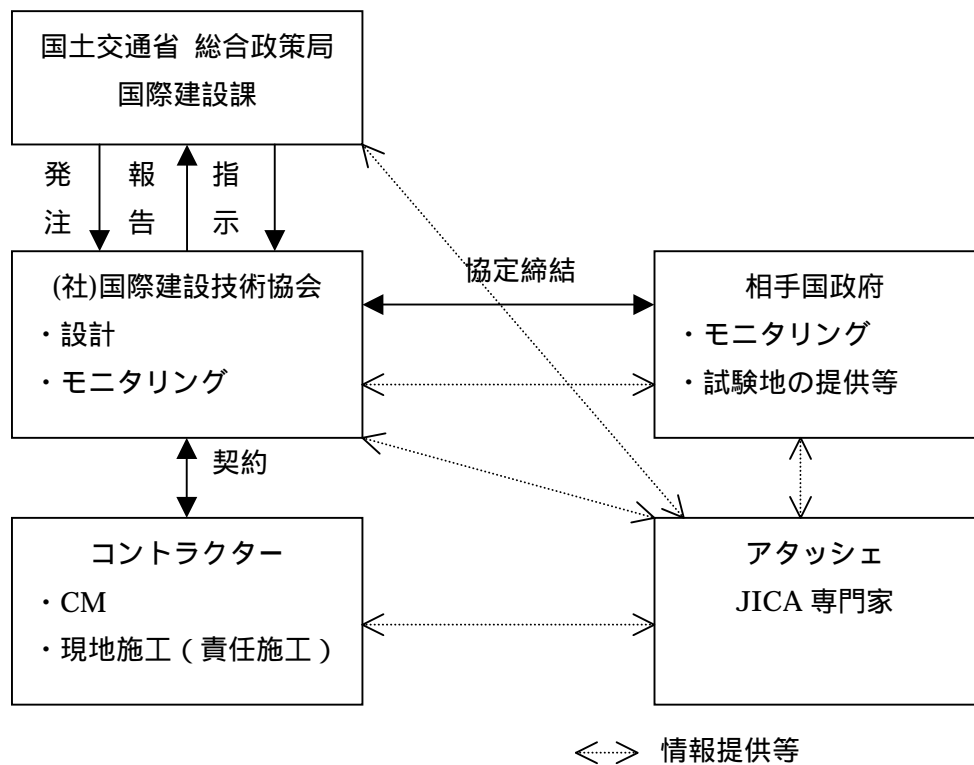 国土交通省 総合政策局
国際建設課
発注
報告
指示
(社)国際建設技術協会
・設計
・モニタリング
協定締結
相手国政府
・モニタリング
・試験地の提供等
契約
コントラクター
・CM
・現地施工(責任施工)
アタッシェ
JICA 専門家
情報提供等